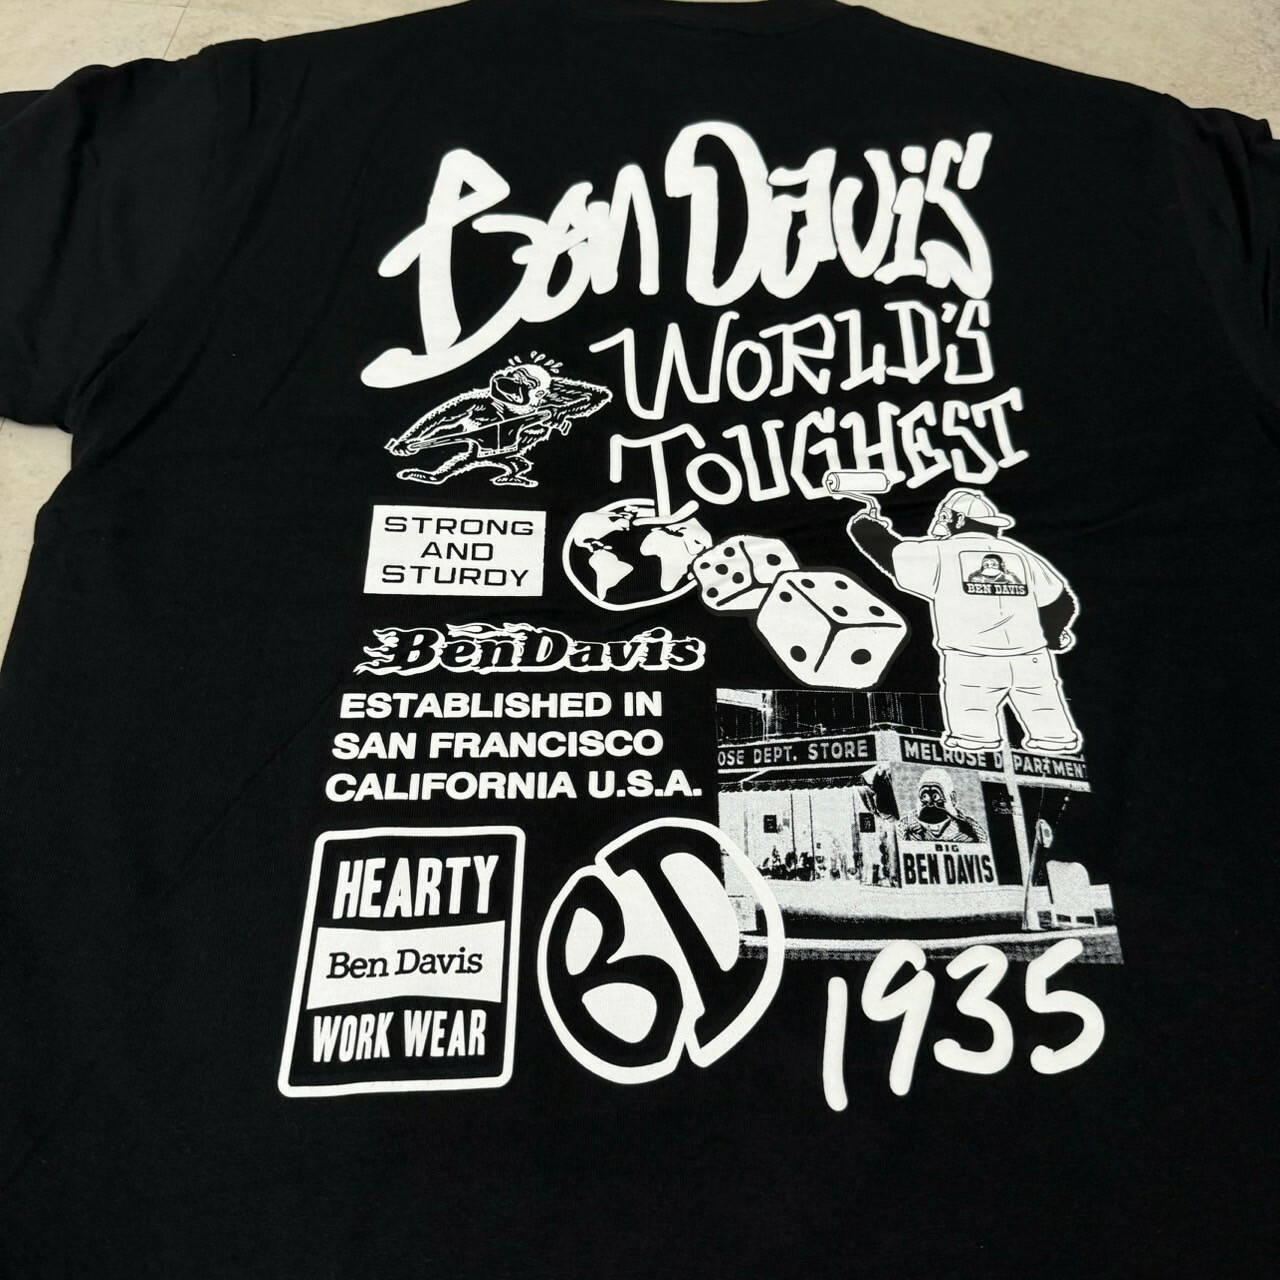 Ben Davis
WORLD'S
TOUGHEST
STRONG
AND
STURDY
BEN DAVIS
BenDavis
ESTABLISHED IN
SAN FRANCISCO
CALIFORNIA U.S.A.
OSE DEPT. STORE
MELROSE DEPARTMEN
BIG
BEN DAVIS
HEARTY
Ben Davis
WORK WEAR
BD
1935